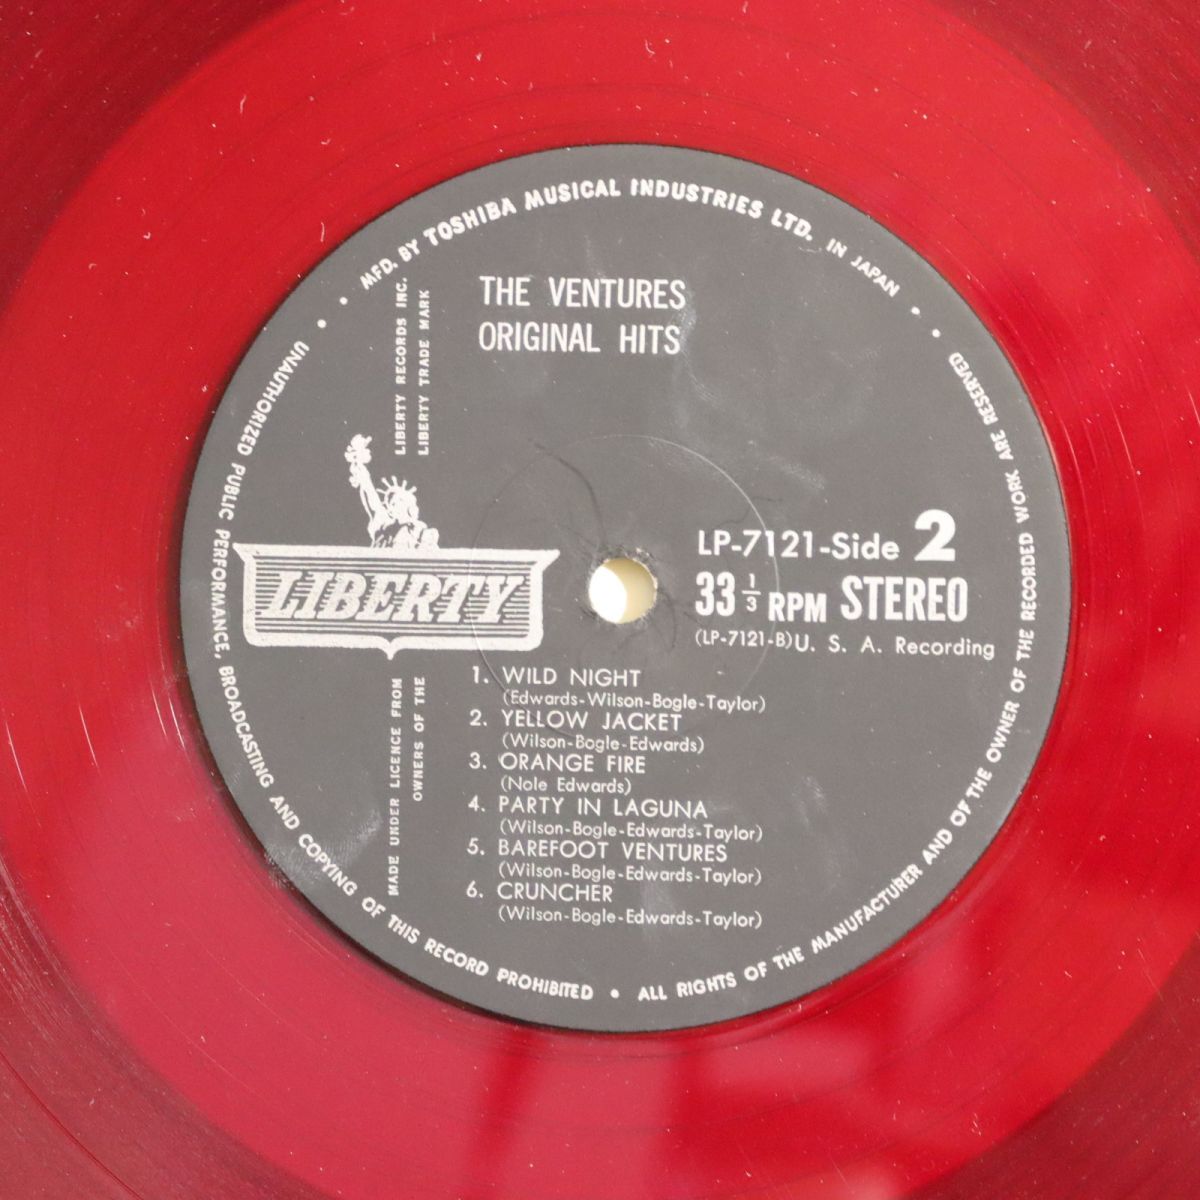 MFD. BY TOSHIBA MUSICAL INDUSTRIES LTD. IN JAPAN
LIBERTY RECORDS INC.
LIBERTY TRADE MARK
THE VENTURES
ORIGINAL HITS
LIBERTY
LP-7121-Side 2
33 1/3 RPM STEREO
(LP-7121-B) U. S. A. Recording
1. WILD NIGHT
(Edwards-Wilson-Bogle-Taylor)
2. YELLOW JACKET
(Wilson-Bogle-Edwards)
3. ORANGE FIRE
(Nole Edwards)
4. PARTY IN LAGUNA
(Wilson-Bogle-Edwards-Taylor)
5. BAREFOOT VENTURES
(Wilson-Bogle-Edwards-Taylor)
6. CRUNCHER
(Wilson-Bogle-Edwards-Taylor)
MADE UNDER LICENCE FROM
OWNERS OF THE
UNAUTHORIZED PUBLIC PERFORMANCE, BROADCASTING AND COPYING OF THIS RECORD PROHIBITED • ALL RIGHTS OF THE MANUFACTURER AND OF THE OWNER OF THE RECORDED WORK ARE RESERVED